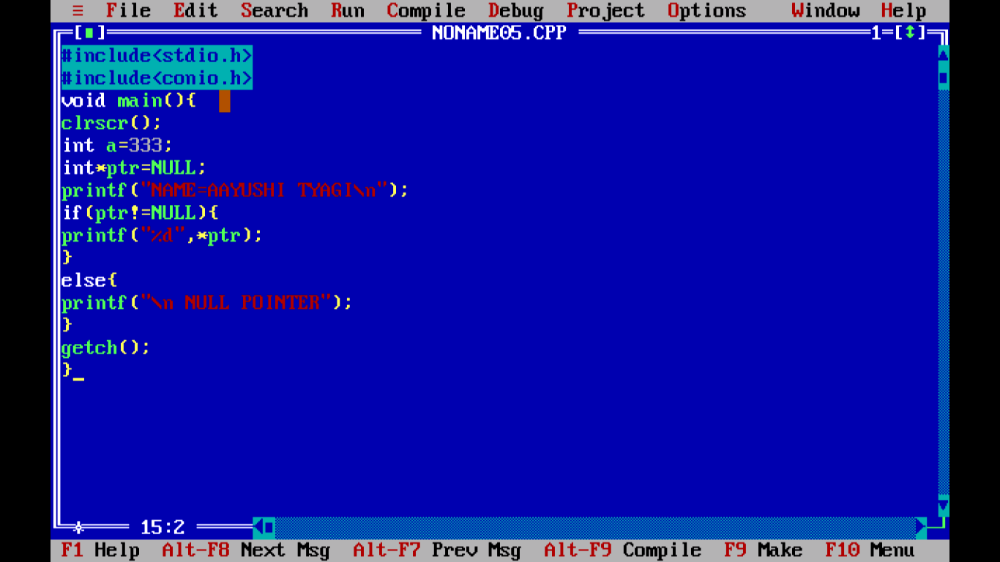 ≡ File Edit Search Run Compile Debug Project Options Window Help
[■] NONAME05.CPP 1=[↕]
#include<stdio.h>
#include<conio.h>
void main(){
clrscr();
int a=333;
int*ptr=NULL;
printf("NAME=AAYUSHI TYAGI\n");
if(ptr!=NULL){
printf("%d",*ptr);
}
else{
printf("\n NULL POINTER");
}
getch();
}
15:2
F1 Help Alt-F8 Next Msg Alt-F7 Prev Msg Alt-F9 Compile F9 Make F10 Menu